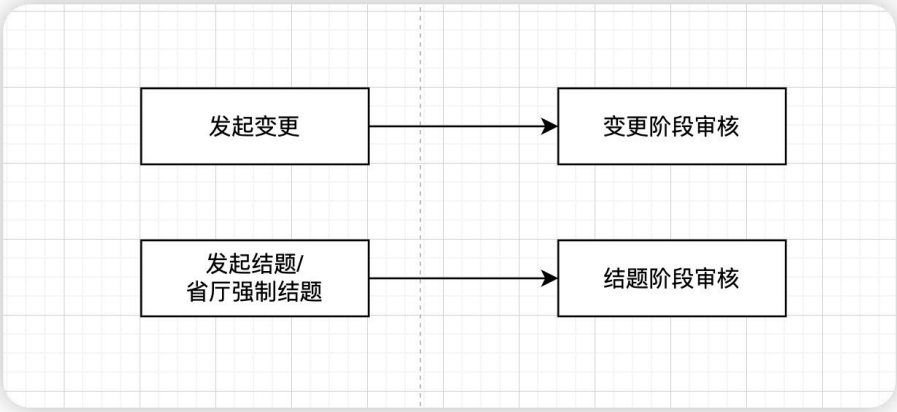 发起变更
变更阶段审核
发起结题/
省厅强制结题
结题阶段审核